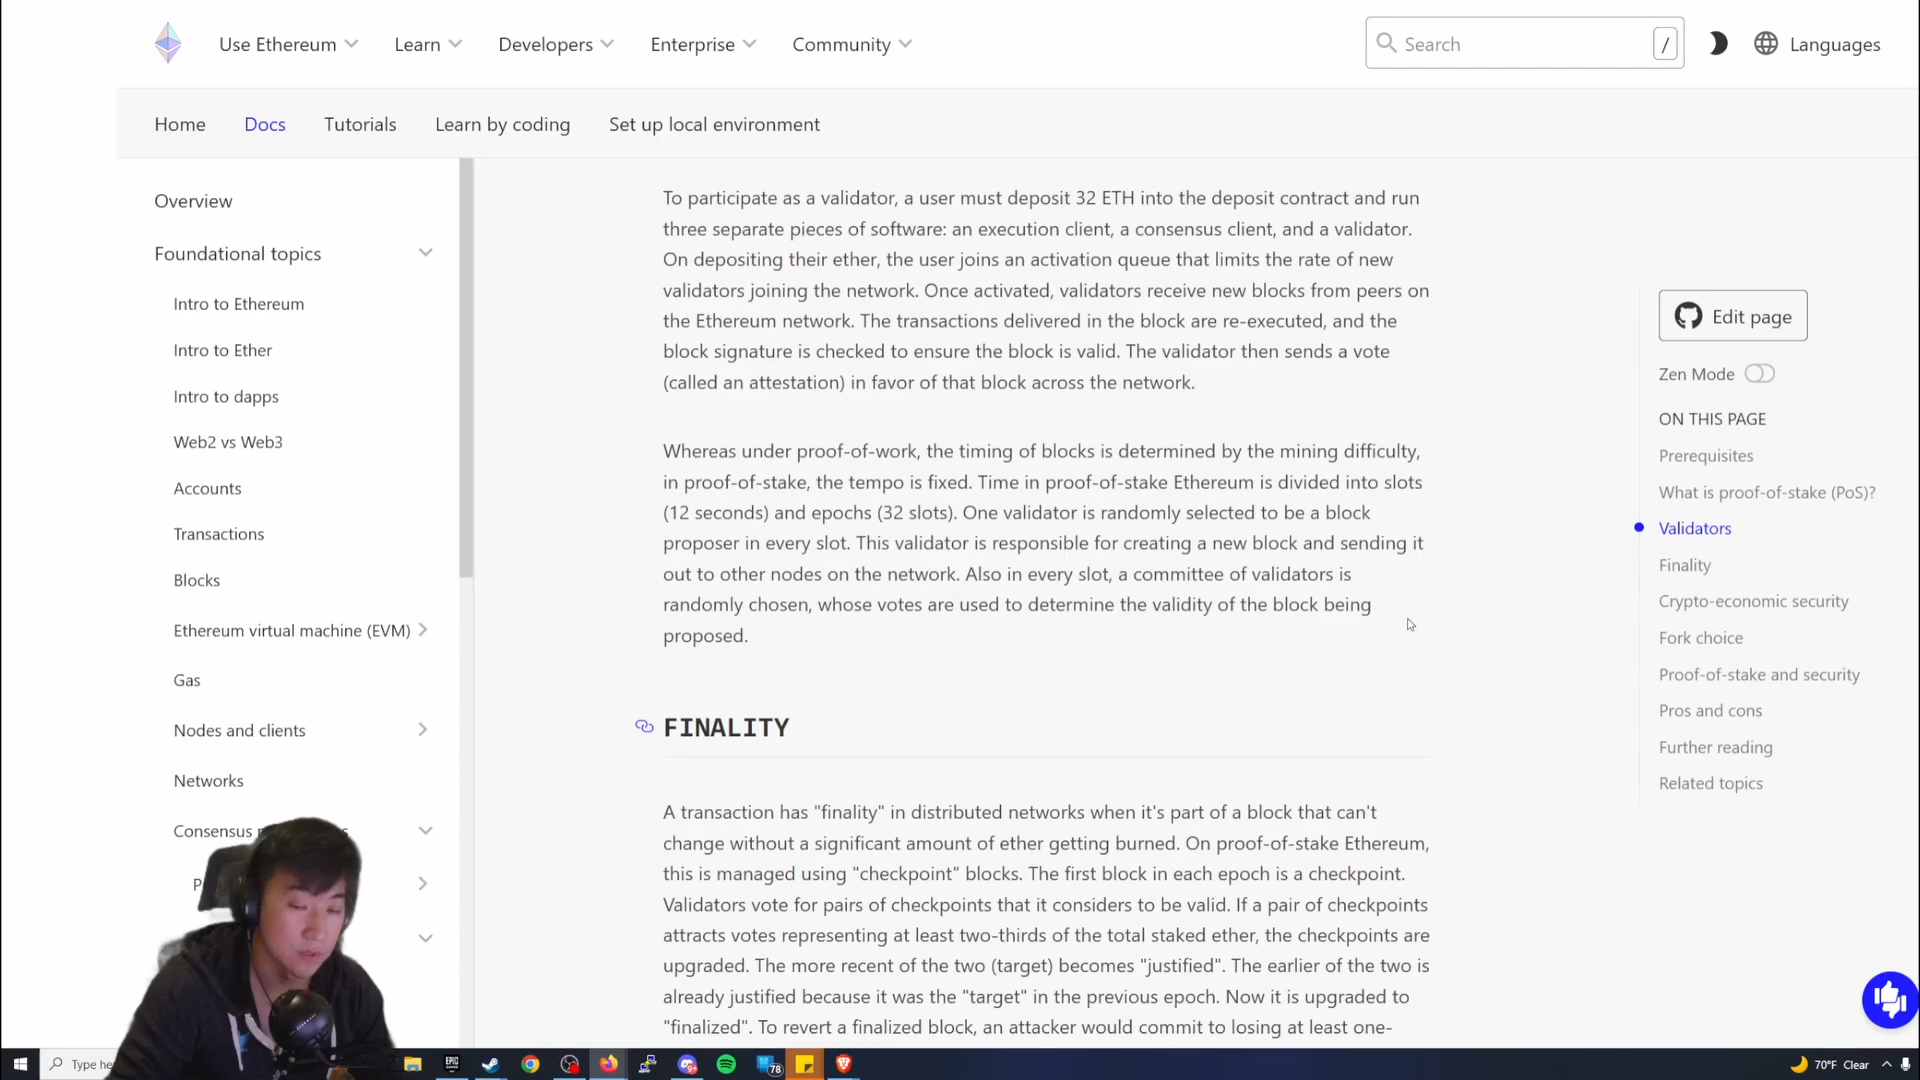 Use Ethereum
Learn
Developers
Enterprise
Community
Search
/
Languages
Home
Docs
Tutorials
Learn by coding
Set up local environment
Overview
Foundational topics
Intro to Ethereum
Intro to Ether
Intro to dapps
Web2 vs Web3
Accounts
Transactions
Blocks
Ethereum virtual machine (EVM)
Gas
Nodes and clients
Networks
Consensus
To participate as a validator, a user must deposit 32 ETH into the deposit contract and run
three separate pieces of software: an execution client, a consensus client, and a validator.
On depositing their ether, the user joins an activation queue that limits the rate of new
validators joining the network. Once activated, validators receive new blocks from peers on
the Ethereum network. The transactions delivered in the block are re-executed, and the
block signature is checked to ensure the block is valid. The validator then sends a vote
(called an attestation) in favor of that block across the network.
Whereas under proof-of-work, the timing of blocks is determined by the mining difficulty,
in proof-of-stake, the tempo is fixed. Time in proof-of-stake Ethereum is divided into slots
(12 seconds) and epochs (32 slots). One validator is randomly selected to be a block
proposer in every slot. This validator is responsible for creating a new block and sending it
out to other nodes on the network. Also in every slot, a committee of validators is
randomly chosen, whose votes are used to determine the validity of the block being
proposed.
FINALITY
A transaction has "finality" in distributed networks when it's part of a block that can't
change without a significant amount of ether getting burned. On proof-of-stake Ethereum,
this is managed using "checkpoint" blocks. The first block in each epoch is a checkpoint.
Validators vote for pairs of checkpoints that it considers to be valid. If a pair of checkpoints
attracts votes representing at least two-thirds of the total staked ether, the checkpoints are
upgraded. The more recent of the two (target) becomes "justified". The earlier of the two is
already justified because it was the "target" in the previous epoch. Now it is upgraded to
"finalized". To revert a finalized block, an attacker would commit to losing at least one-
Edit page
Zen Mode
ON THIS PAGE
Prerequisites
What is proof-of-stake (PoS)?
Validators
Finality
Crypto-economic security
Fork choice
Proof-of-stake and security
Pros and cons
Further reading
Related topics
Type he
EPIC
78
70°F Clear